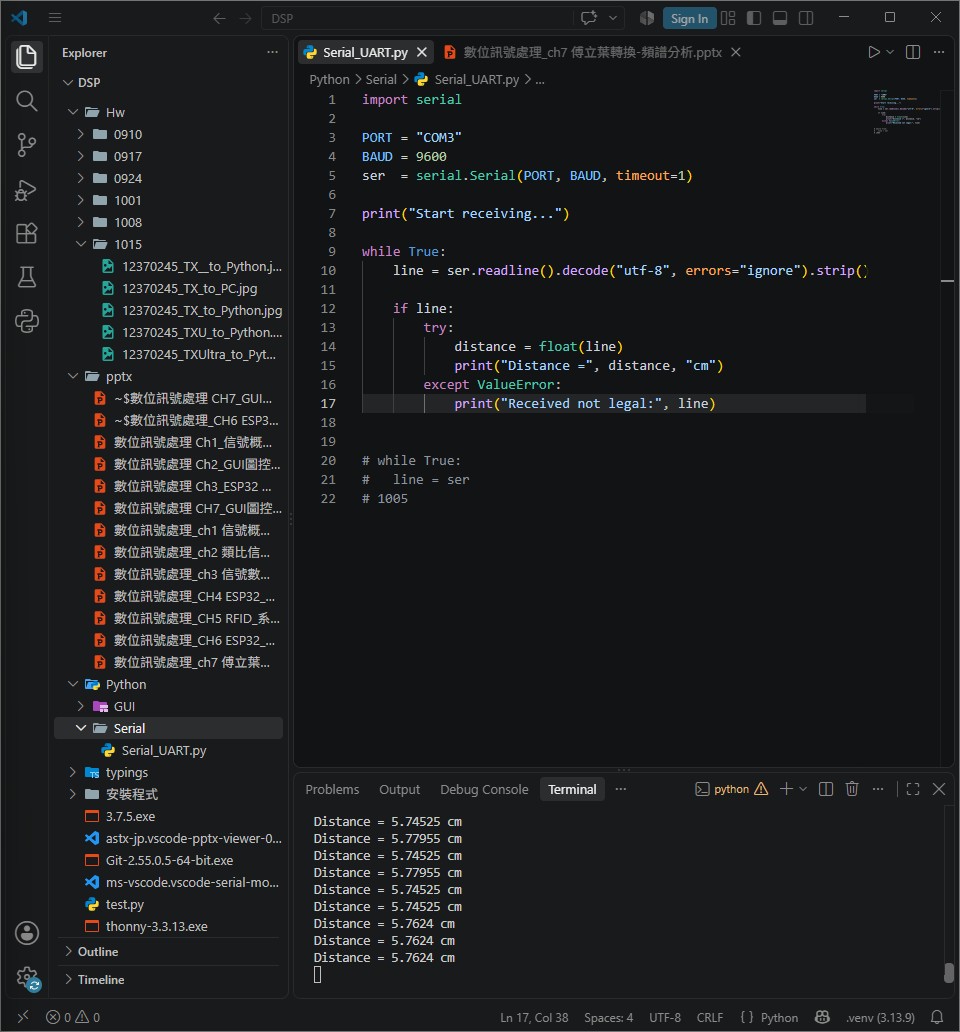 DSP
Sign In
Explorer
DSP
Hw
0910
0917
0924
1001
1008
1015
12370245_TX__to_Python.j...
12370245_TX_to_PC.jpg
12370245_TX_to_Python.jpg
12370245_TXU_to_Python....
12370245_TXUltra_to_Pyt...
pptx
~$數位訊號處理 CH7_GUI...
~$數位訊號處理_CH6 ESP3...
數位訊號處理 Ch1_信號概...
數位訊號處理 Ch2_GUI圖控...
數位訊號處理 Ch3_ESP32 ...
數位訊號處理 CH7_GUI圖控...
數位訊號處理_ch1 信號概...
數位訊號處理_ch2 類比信...
數位訊號處理_ch3 信號數...
數位訊號處理_CH4 ESP32_...
數位訊號處理_CH5 RFID_系...
數位訊號處理_CH6 ESP32_...
數位訊號處理_ch7 傅立葉...
Python
GUI
Serial
Serial_UART.py
typings
安裝程式
3.7.5.exe
astx-jp.vscode-pptx-viewer-0...
Git-2.55.0.5-64-bit.exe
ms-vscode.vscode-serial-mo...
test.py
thonny-3.3.13.exe
Outline
Timeline
Serial_UART.py
數位訊號處理_ch7 傅立葉轉換-頻譜分析.pptx
Python > Serial > Serial_UART.py > ...
1 import serial
2
3 PORT = "COM3"
4 BAUD = 9600
5 ser  = serial.Serial(PORT, BAUD, timeout=1)
6
7 print("Start receiving...")
8
9 while True:
10     line = ser.readline().decode("utf-8", errors="ignore").strip()
11
12     if line:
13         try:
14             distance = float(line)
15             print("Distance =", distance, "cm")
16         except ValueError:
17             print("Received not legal:", line)
18
19
20 # while True:
21 #   line = ser
22 # 1005
Problems Output Debug Console Terminal
python
Distance = 5.74525 cm
Distance = 5.77955 cm
Distance = 5.74525 cm
Distance = 5.77955 cm
Distance = 5.74525 cm
Distance = 5.74525 cm
Distance = 5.7624 cm
Distance = 5.7624 cm
Distance = 5.7624 cm
0 0
Ln 17, Col 38 Spaces: 4 UTF-8 CRLF { } Python .venv (3.13.9)